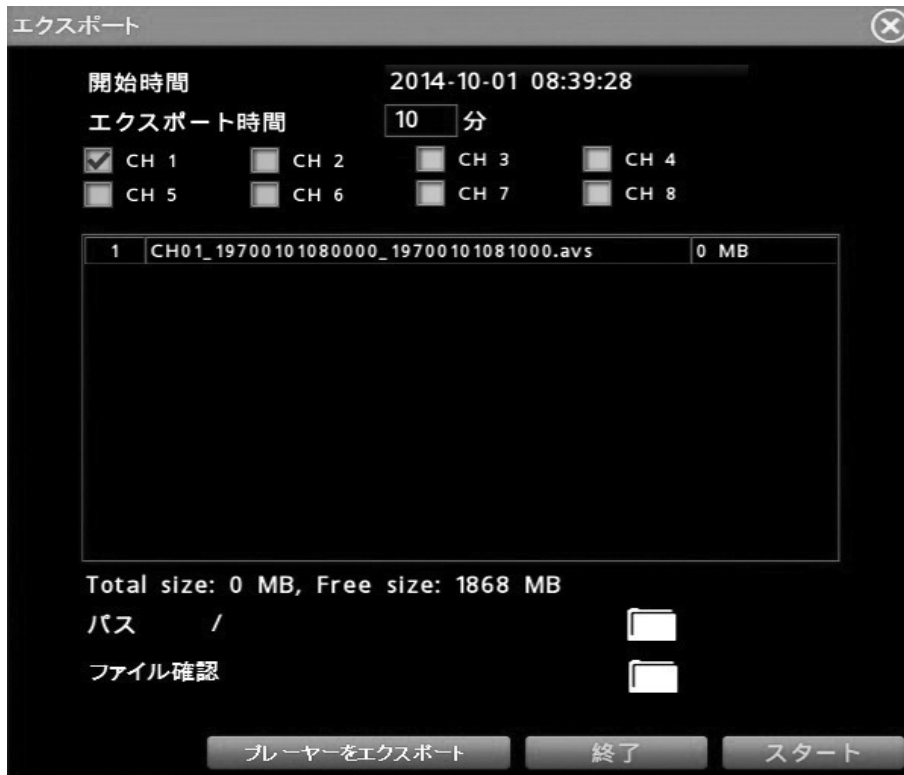 エクスポート
開始時間 2014-10-01 08:39:28
エクスポート時間 10 分
CH 1 CH 2 CH 3 CH 4
CH 5 CH 6 CH 7 CH 8
1 CH01_19700101080000_19700101081000.avs 0 MB
Total size: 0 MB, Free size: 1868 MB
パス /
ファイル確認
プレーヤーをエクスポート 終了 スタート